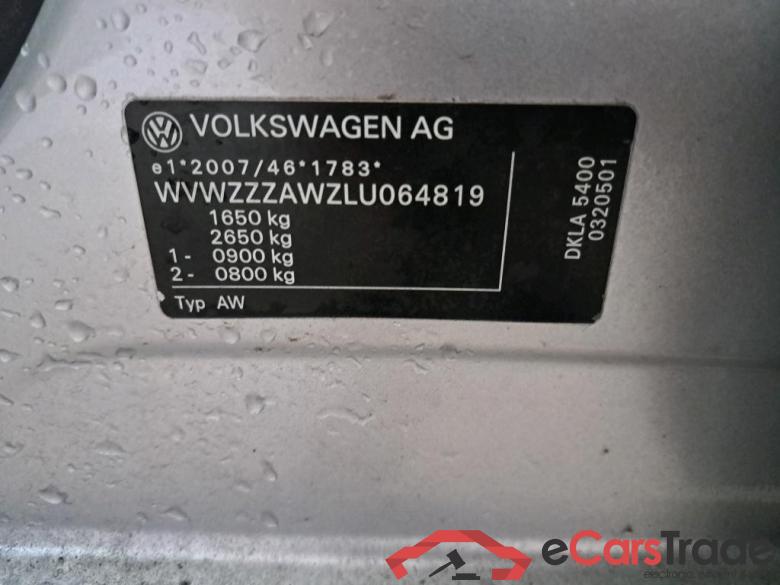 VOLKSWAGEN AG
e1*2007/46*1783*
WVWZZZAWZLU064819
1650 kg
2650 kg
1- 0900 kg
2- 0800 kg
Typ AW
DKLA 5400
0320501
eCarsTrade